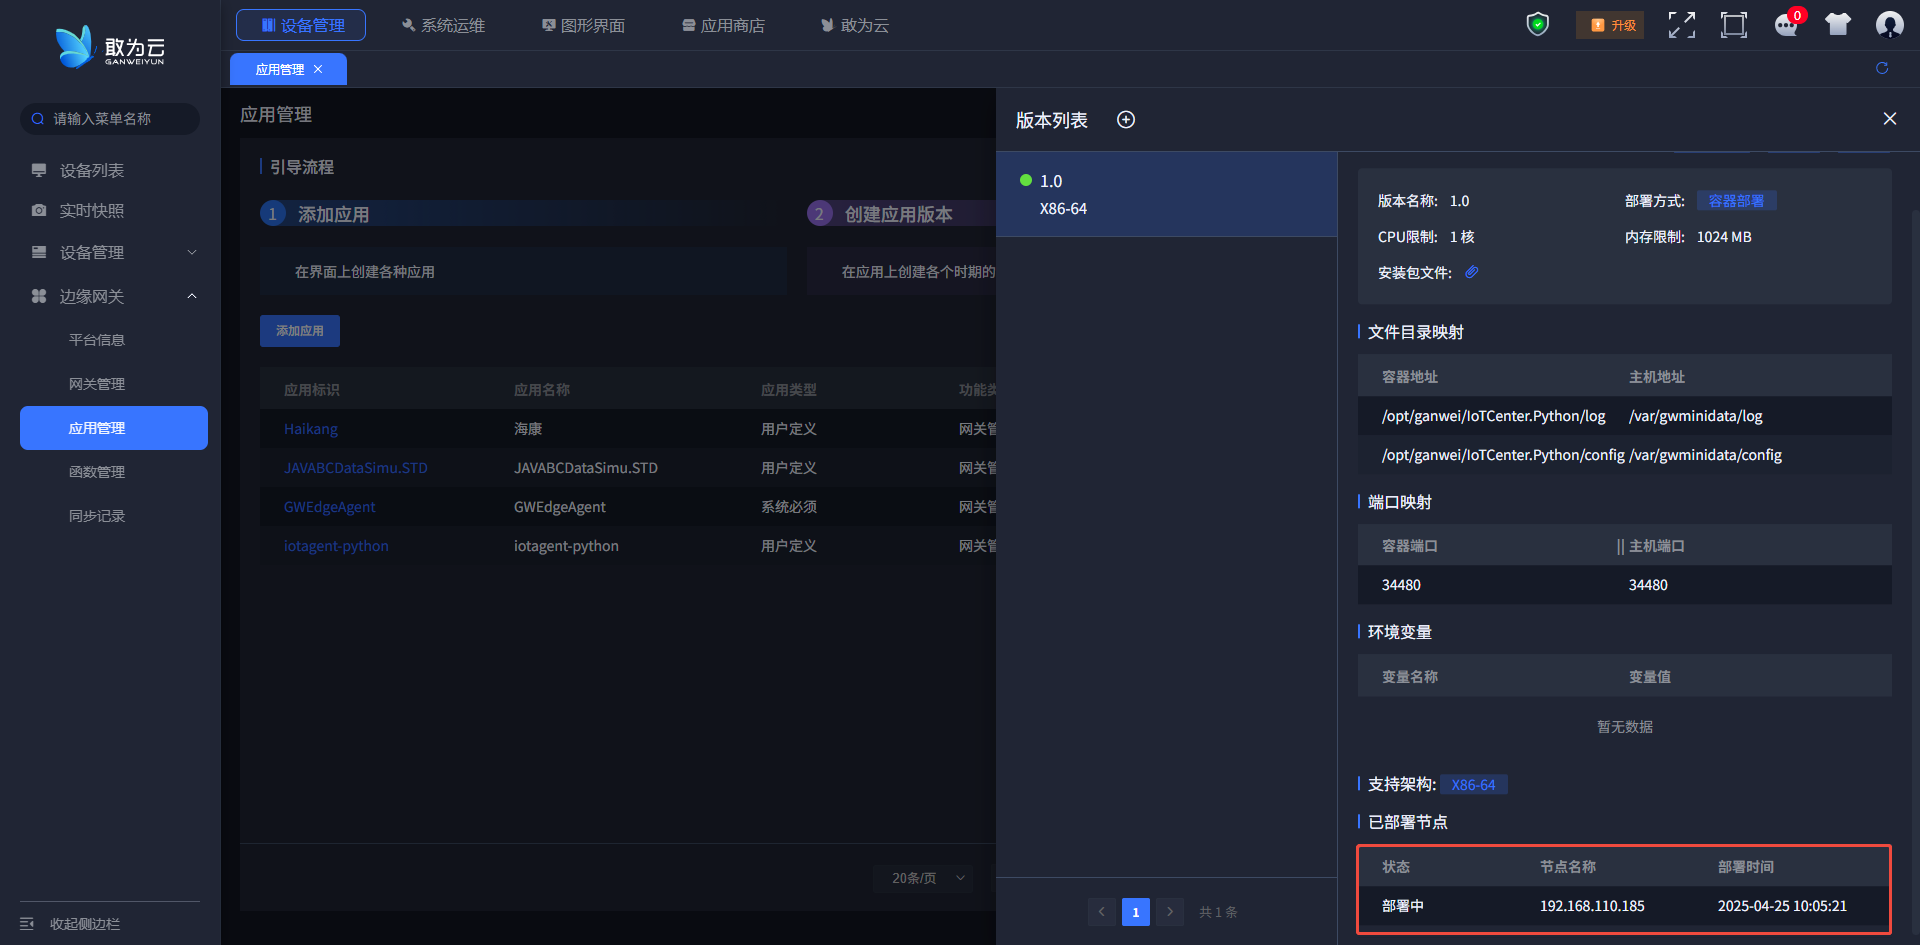 敢为云
GANWEIYUN
设备管理
系统运维
图形界面
应用商店
敢为云
升级
0
应用管理
请输入菜单名称
设备列表
实时快照
设备管理
边缘网关
平台信息
网关管理
应用管理
函数管理
同步记录
收起侧边栏
应用管理
引导流程
1 添加应用
2 创建应用版本
在界面上创建各种应用
在应用上创建各个时期的
添加应用
应用标识 应用名称 应用类型
Haikang 海康 用户定义
JAVABCDataSimu.STD JAVABCDataSimu.STD 用户定义
GWEdgeAgent GWEdgeAgent 系统必须
iotagent-python iotagent-python 用户定义
20条/页
版本列表
1.0
X86-64
1
共 1 条
版本名称: 1.0 部署方式: 容器部署
CPU限制: 1 核 内存限制: 1024 MB
安装包文件:
文件目录映射
容器地址 主机地址
/opt/ganwei/IoTCenter.Python/log /var/gwminidata/log
/opt/ganwei/IoTCenter.Python/config /var/gwminidata/config
端口映射
容器端口 主机端口
34480 34480
环境变量
变量名称 变量值
暂无数据
支持架构: X86-64
已部署节点
状态 节点名称 部署时间
部署中 192.168.110.185 2025-04-25 10:05:21